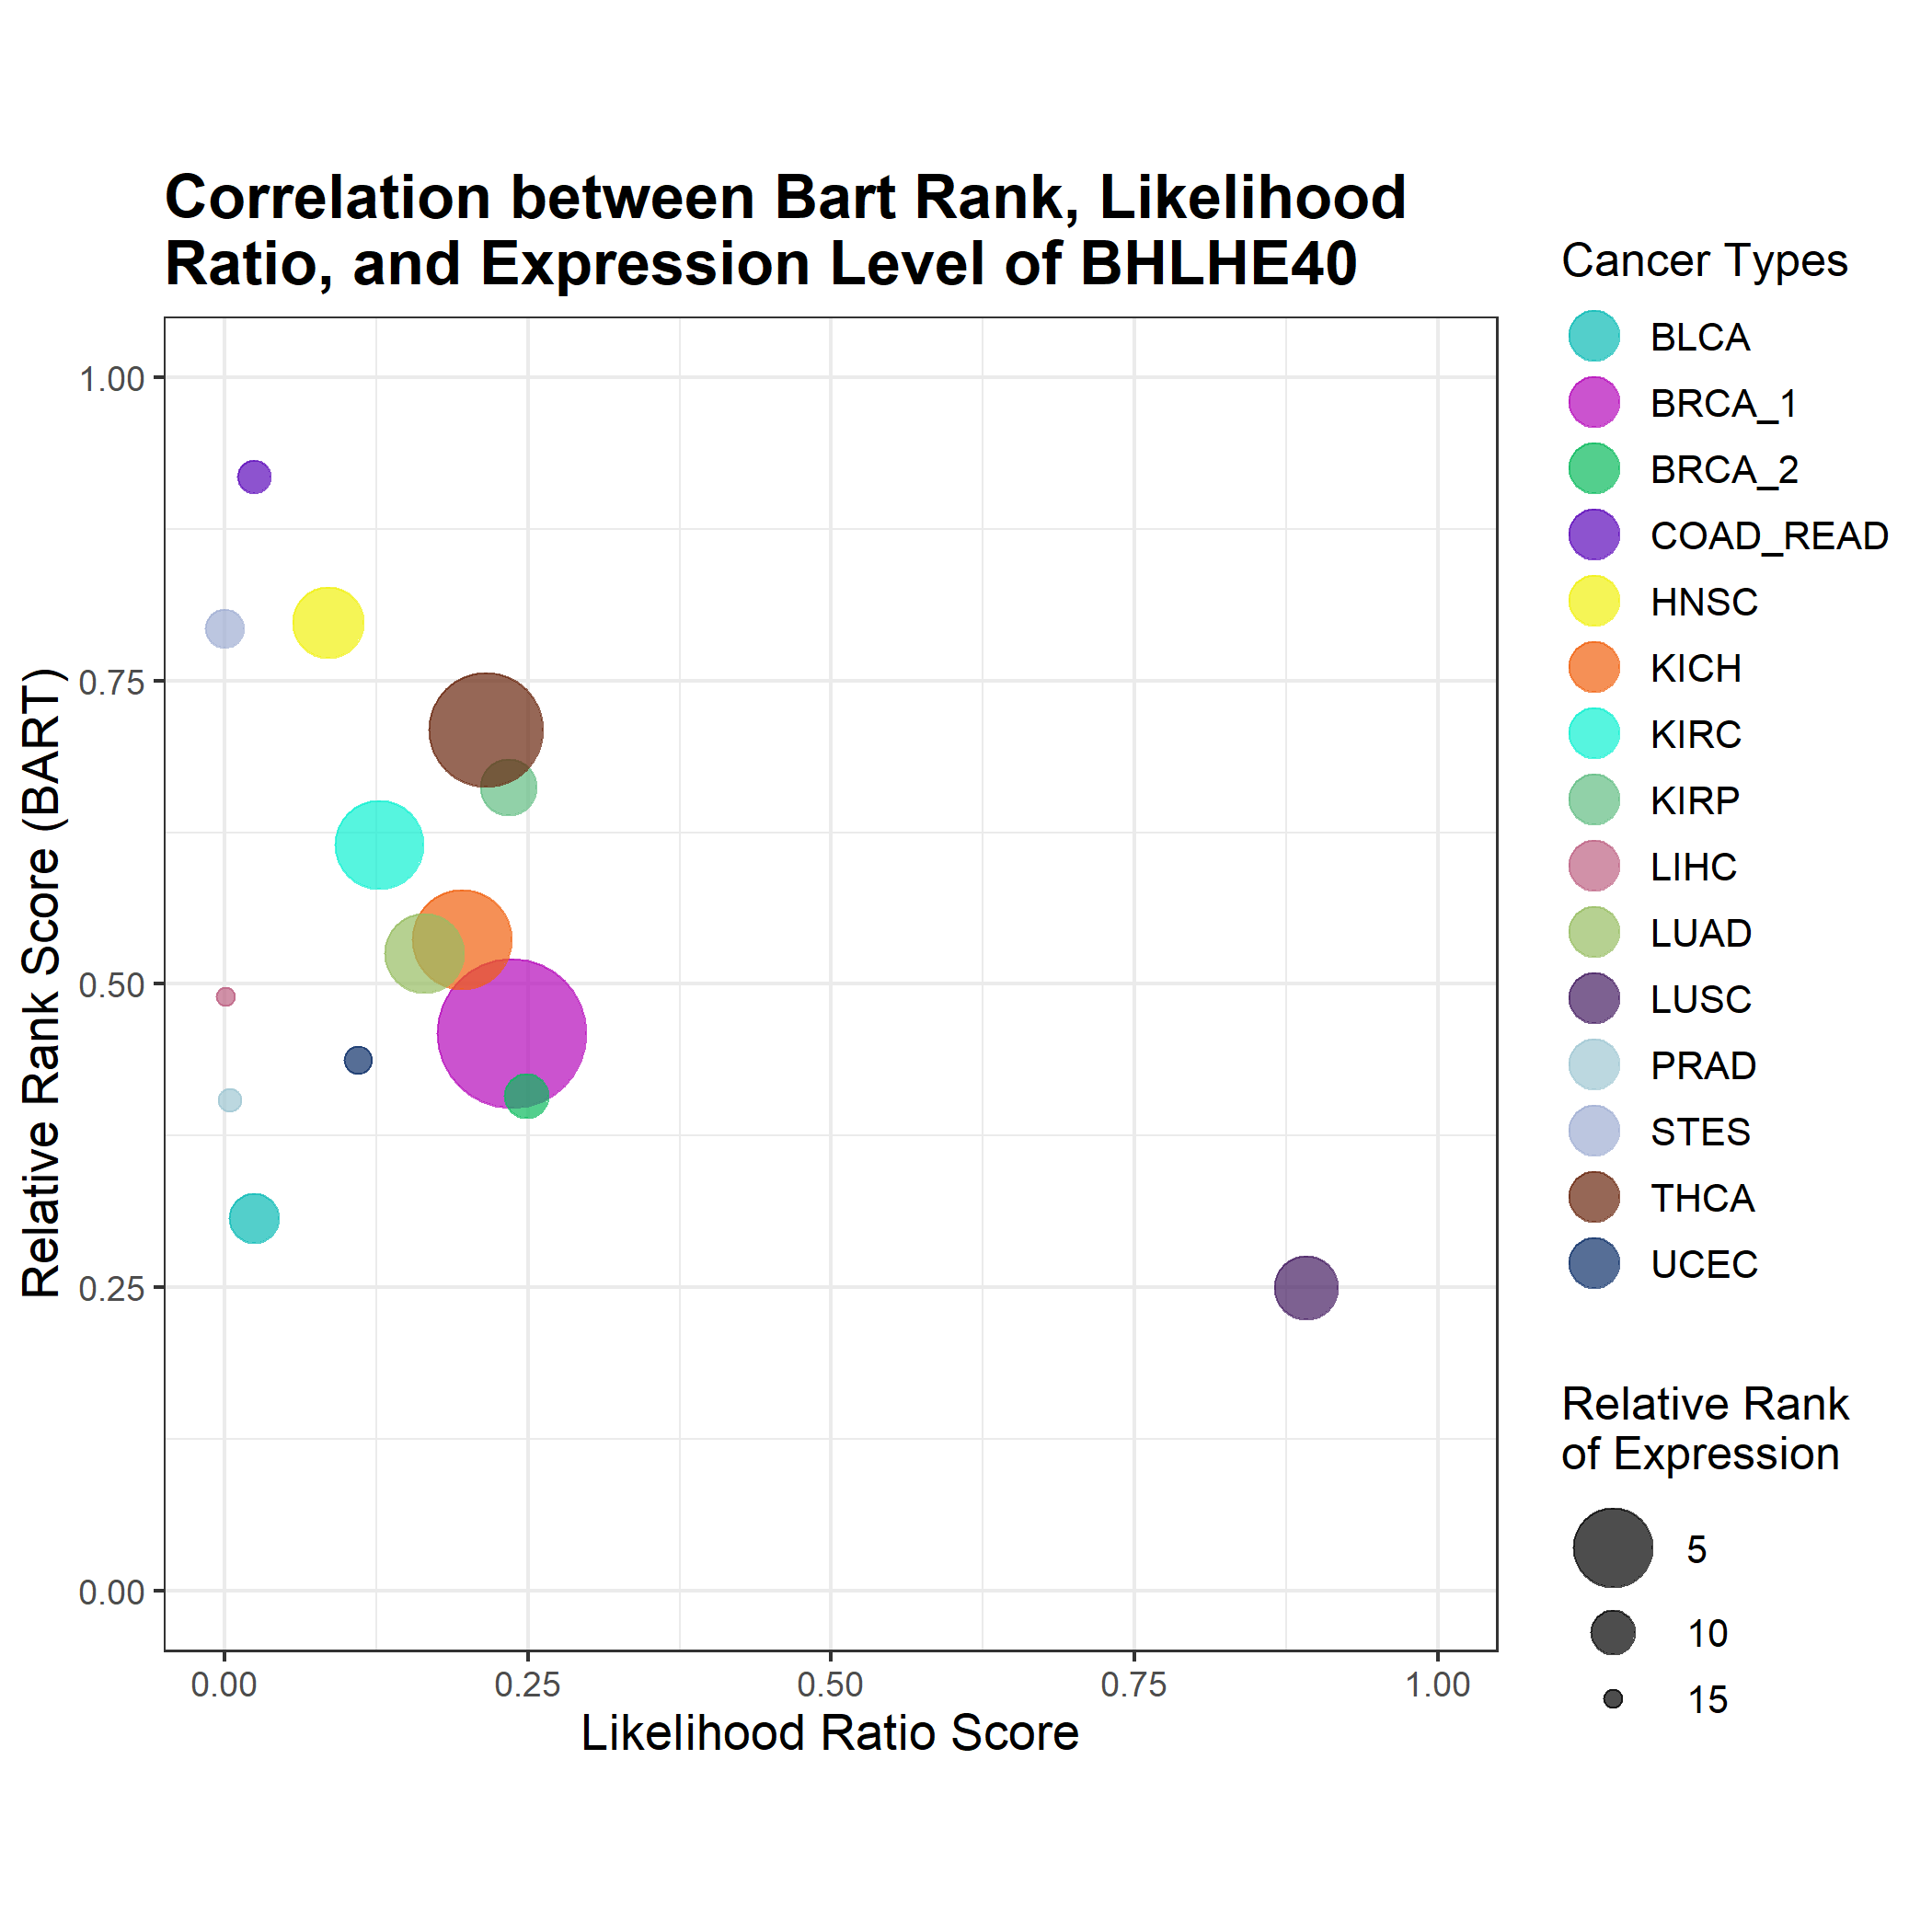 Correlation between Bart Rank, Likelihood
Ratio, and Expression Level of BHLHE40
Relative Rank Score (BART)
1.00
0.75
0.50
0.25
0.00
0.00 0.25 0.50 0.75 1.00
Likelihood Ratio Score
Cancer Types
BLCA
BRCA_1
BRCA_2
COAD_READ
HNSC
KICH
KIRC
KIRP
LIHC
LUAD
LUSC
PRAD
STES
THCA
UCEC
Relative Rank
of Expression
5
10
15